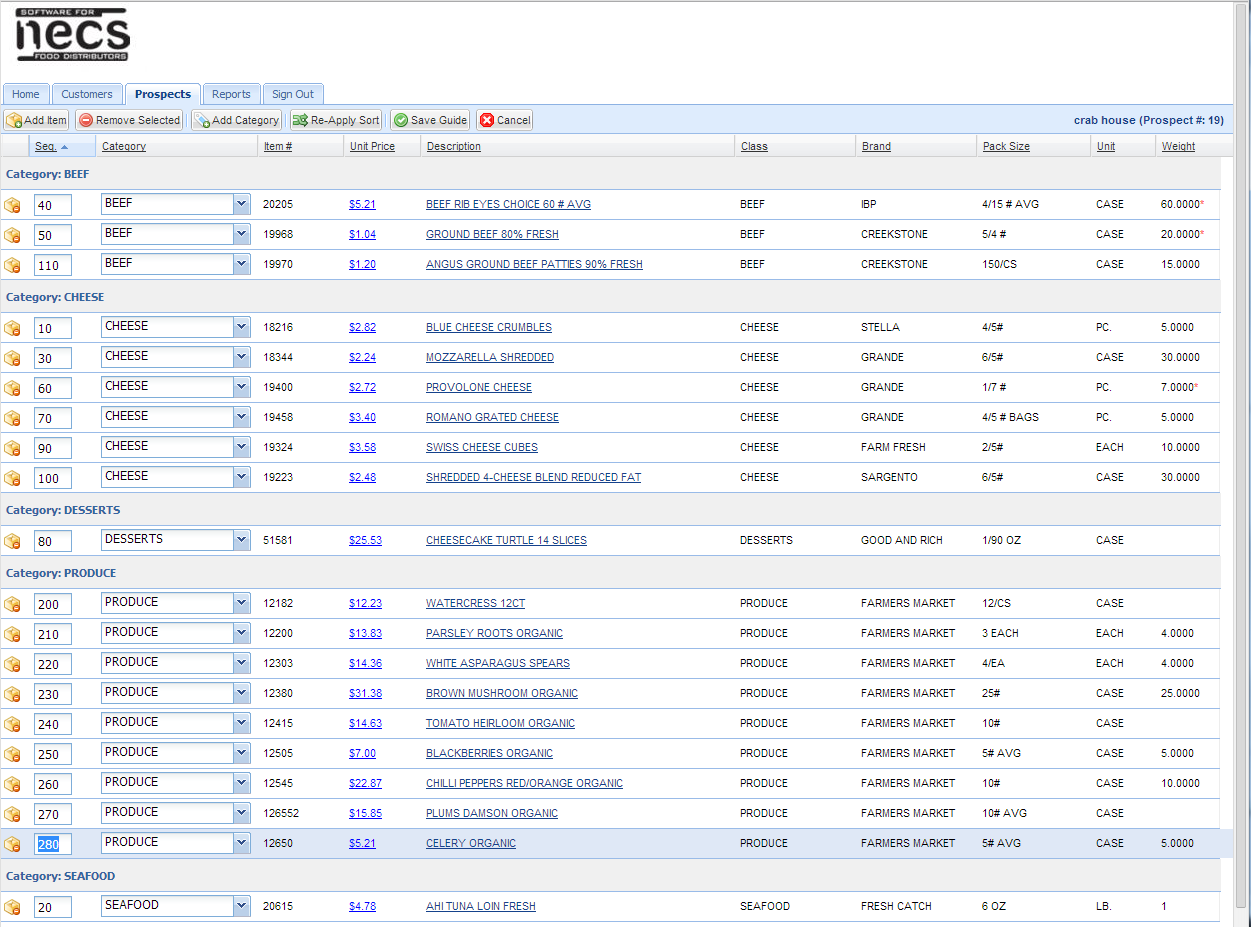 SOFTWARE FOR
necs
FOOD DISTRIBUTORS
Home Customers Prospects Reports Sign Out
Add Item Remove Selected Add Category Re-Apply Sort Save Guide Cancel crab house (Prospect #: 19)
Seq. Category Item # Unit Price Description Class Brand Pack Size Unit Weight
Category: BEEF
40 BEEF 20205 $5.21 BEEF RIB EYES CHOICE 60 # AVG BEEF IBP 4/15 # AVG CASE 60.0000*
50 BEEF 19968 $1.04 GROUND BEEF 80% FRESH BEEF CREEKSTONE 5/4 # CASE 20.0000*
110 BEEF 19970 $1.20 ANGUS GROUND BEEF PATTIES 90% FRESH BEEF CREEKSTONE 150/CS CASE 15.0000
Category: CHEESE
10 CHEESE 18216 $2.82 BLUE CHEESE CRUMBLES CHEESE STELLA 4/5# PC. 5.0000
30 CHEESE 18344 $2.24 MOZZARELLA SHREDDED CHEESE GRANDE 6/5# CASE 30.0000
60 CHEESE 19400 $2.72 PROVOLONE CHEESE CHEESE GRANDE 1/7 # PC. 7.0000*
70 CHEESE 19458 $3.40 ROMANO GRATED CHEESE CHEESE GRANDE 4/5 # BAGS PC. 5.0000
90 CHEESE 19324 $3.58 SWISS CHEESE CUBES CHEESE FARM FRESH 2/5# EACH 10.0000
100 CHEESE 19223 $2.48 SHREDDED 4-CHEESE BLEND REDUCED FAT CHEESE SARGENTO 6/5# CASE 30.0000
Category: DESSERTS
80 DESSERTS 51581 $25.53 CHEESECAKE TURTLE 14 SLICES DESSERTS GOOD AND RICH 1/90 OZ CASE
Category: PRODUCE
200 PRODUCE 12182 $12.23 WATERCRESS 12CT PRODUCE FARMERS MARKET 12/CS CASE
210 PRODUCE 12200 $13.83 PARSLEY ROOTS ORGANIC PRODUCE FARMERS MARKET 3 EACH EACH 4.0000
220 PRODUCE 12303 $14.36 WHITE ASPARAGUS SPEARS PRODUCE FARMERS MARKET 4/EA EACH 4.0000
230 PRODUCE 12380 $31.38 BROWN MUSHROOM ORGANIC PRODUCE FARMERS MARKET 25# CASE 25.0000
240 PRODUCE 12415 $14.63 TOMATO HEIRLOOM ORGANIC PRODUCE FARMERS MARKET 10# CASE
250 PRODUCE 12505 $7.00 BLACKBERRIES ORGANIC PRODUCE FARMERS MARKET 5# AVG CASE 5.0000
260 PRODUCE 12545 $22.87 CHILLI PEPPERS RED/ORANGE ORGANIC PRODUCE FARMERS MARKET 10# CASE 10.0000
270 PRODUCE 126552 $15.85 PLUMS DAMSON ORGANIC PRODUCE FARMERS MARKET 10# AVG CASE
280 PRODUCE 12650 $5.21 CELERY ORGANIC PRODUCE FARMERS MARKET 5# AVG CASE 5.0000
Category: SEAFOOD
20 SEAFOOD 20615 $4.78 AHI TUNA LOIN FRESH SEAFOOD FRESH CATCH 6 OZ LB. 1